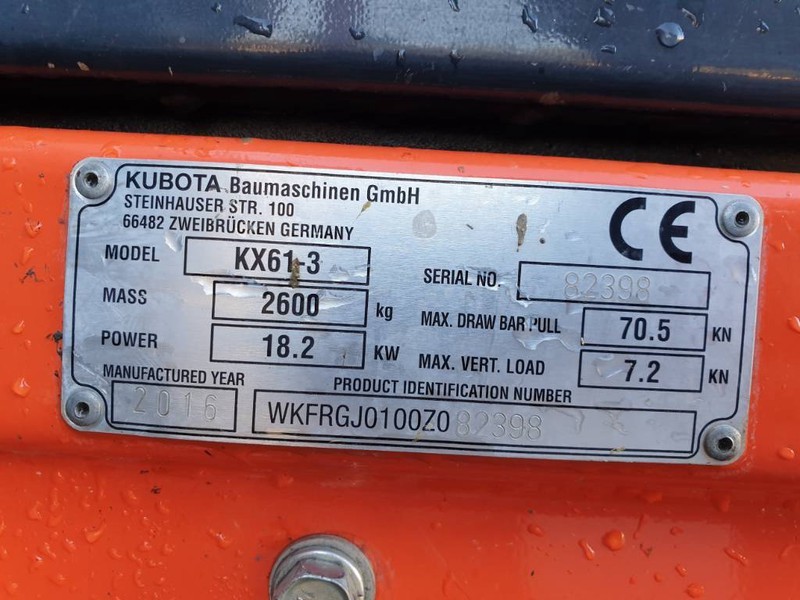 KUBOTA Baumaschinen GmbH
STEINHAUSER STR. 100
66482 ZWEIBRÜCKEN GERMANY
CE
MODEL KX61-3
MASS 2600 kg
POWER 18.2 KW
SERIAL NO. 82398
MAX. DRAW BAR PULL 70.5 KN
MAX. VERT. LOAD 7.2 KN
MANUFACTURED YEAR
2016
PRODUCT IDENTIFICATION NUMBER
WKFRGJ0100Z082398